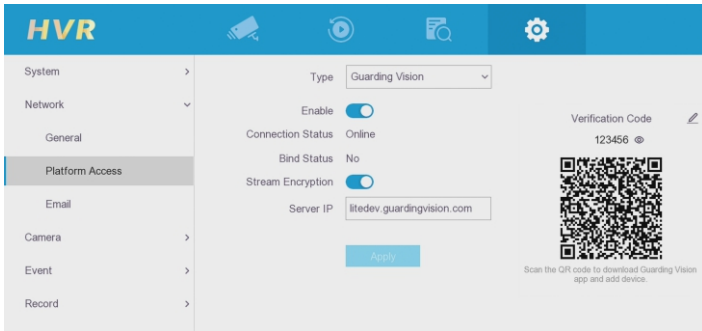 HVR
System
Network
General
Platform Access
Email
Camera
Event
Record
Type Guarding Vision
Enable
Connection Status Online
Bind Status No
Stream Encryption
Server IP litedev.guardingvision.com
Apply
Verification Code
123456
Scan the QR code to download Guarding Vision
app and add device.